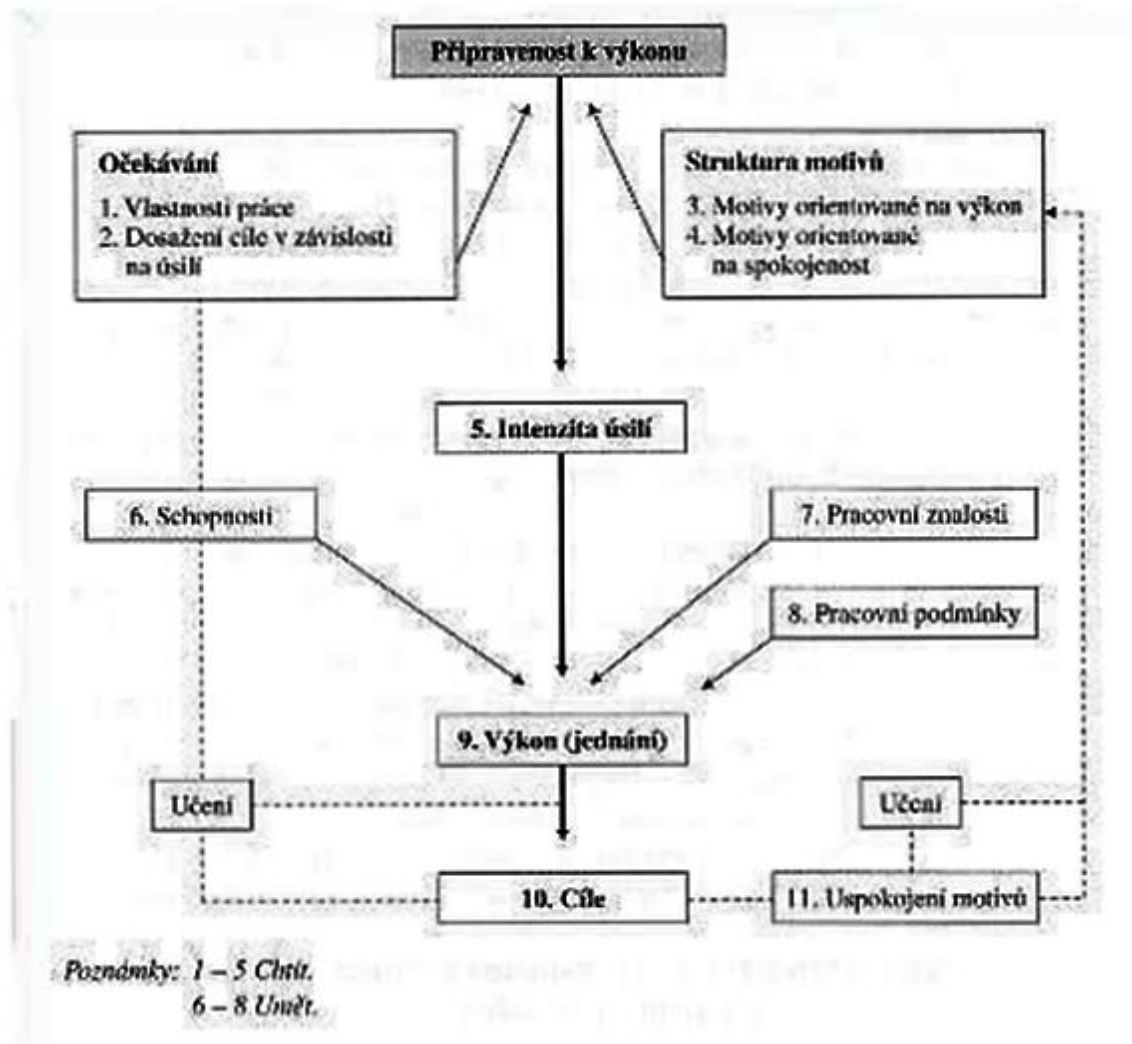 Připravenost k výkonu
Očekávání
1. Vlastnosti práce
2. Dosažení cíle v závislosti
na úsilí
Struktura motivů
3. Motivy orientované na výkon
4. Motivy orientované
na spokojenost
5. Intenzita úsilí
6. Schopnosti
7. Pracovní znalosti
8. Pracovní podmínky
9. Výkon (jednání)
Učení
Učení
10. Cíle
11. Uspokojení motivů
Poznámky: 1 – 5 Chtít.
6 – 8 Umět.